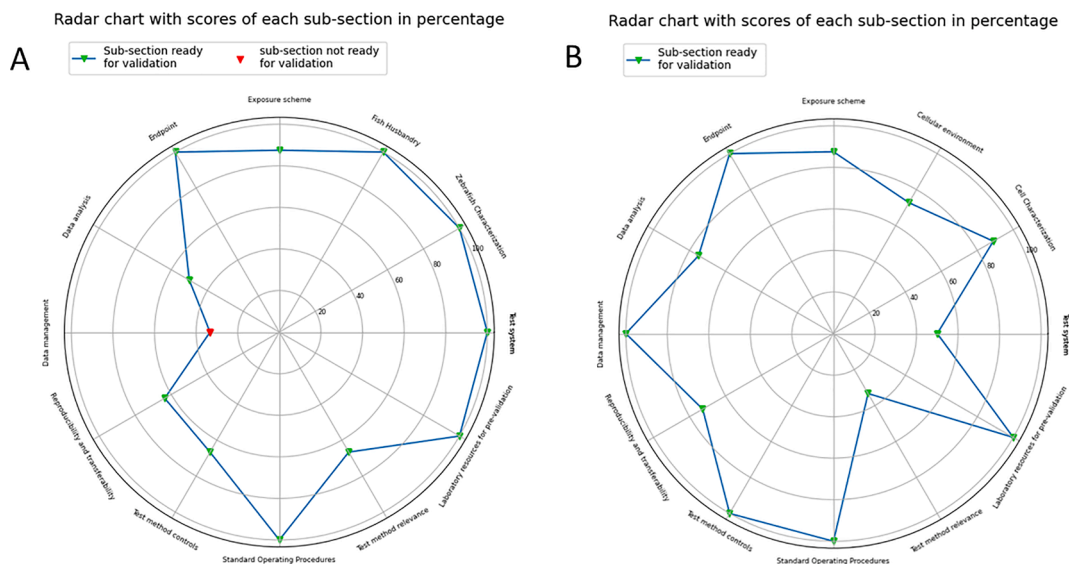 Radar chart with scores of each sub-section in percentage
A
Sub-section ready
for validation
sub-section not ready
for validation
Exposure scheme
Fish Husbandry
Zebrafish Characterization
Test system
Laboratory resources for pre-validation
Test method relevance
Standard Operating Procedures
Test method controls
Reproducibility and transferability
Data management
Data analysis
Endpoint
20
40
60
80
100
Radar chart with scores of each sub-section in percentage
B
Sub-section ready
for validation
Exposure scheme
Cellular environment
Cell Characterization
Test system
Laboratory resources for pre-validation
Test method relevance
Standard Operating Procedures
Test method controls
Reproducibility and transferability
Data management
Data analysis
Endpoint
20
40
60
80
100